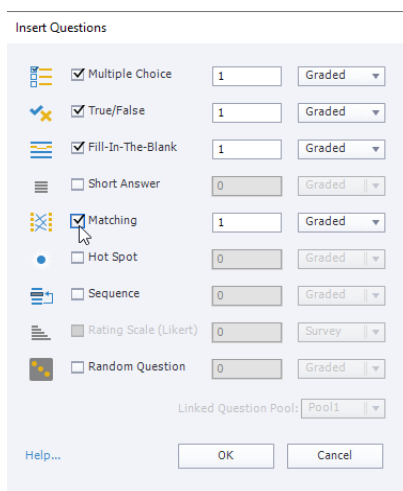 Insert Questions
Multiple Choice 1 Graded
True/False 1 Graded
Fill-In-The-Blank 1 Graded
Short Answer 0 Graded
Matching 1 Graded
Hot Spot 0 Graded
Sequence 0 Graded
Rating Scale (Likert) 0 Survey
Random Question 0 Graded
Linked Question Pool: Pool1
Help... OK Cancel